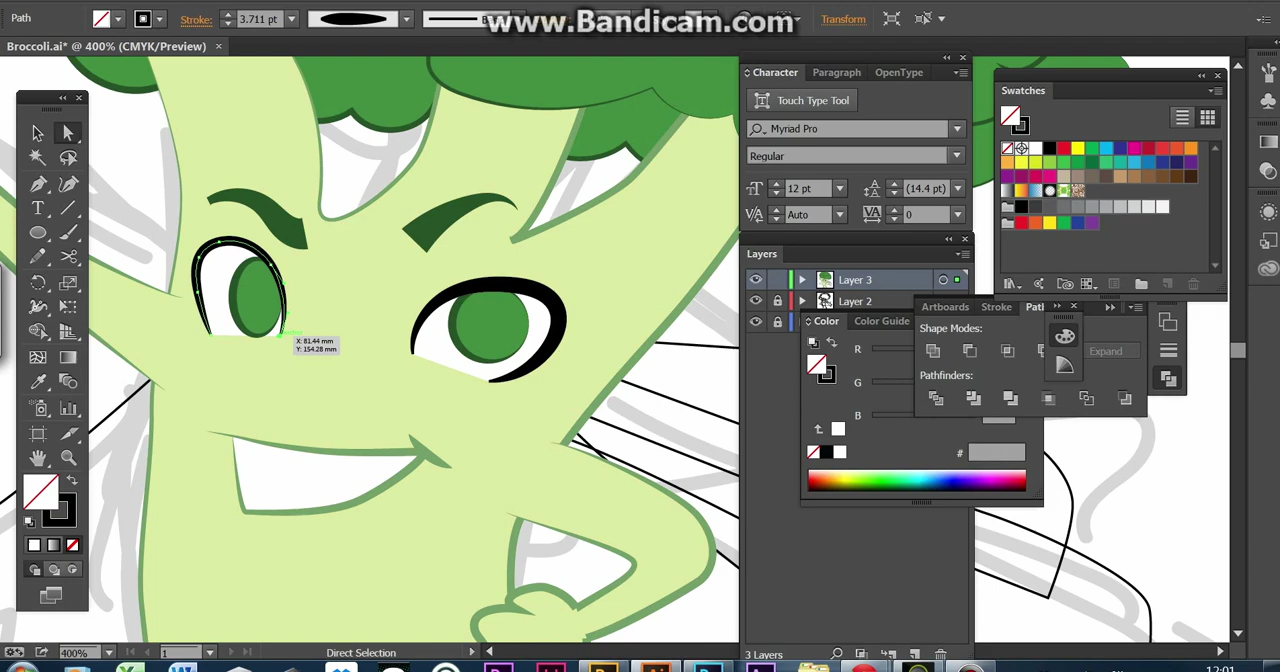 Path
Stroke:
3.711 pt
www.Bandicam.com
Transform
Broccoli.ai* @ 400% (CMYK/Preview)
Character
Paragraph
OpenType
Touch Type Tool
Myriad Pro
Regular
12 pt
(14.4 pt)
Auto
0
Swatches
Layers
Layer 3
Layer 2
Color
Color Guide
R
G
B
#
Artboards
Stroke
Path
Shape Modes:
Expand
Pathfinders:
X: 81.44 mm
Y: 154.28 mm
3 Layers
400%
1
Direct Selection
12:01